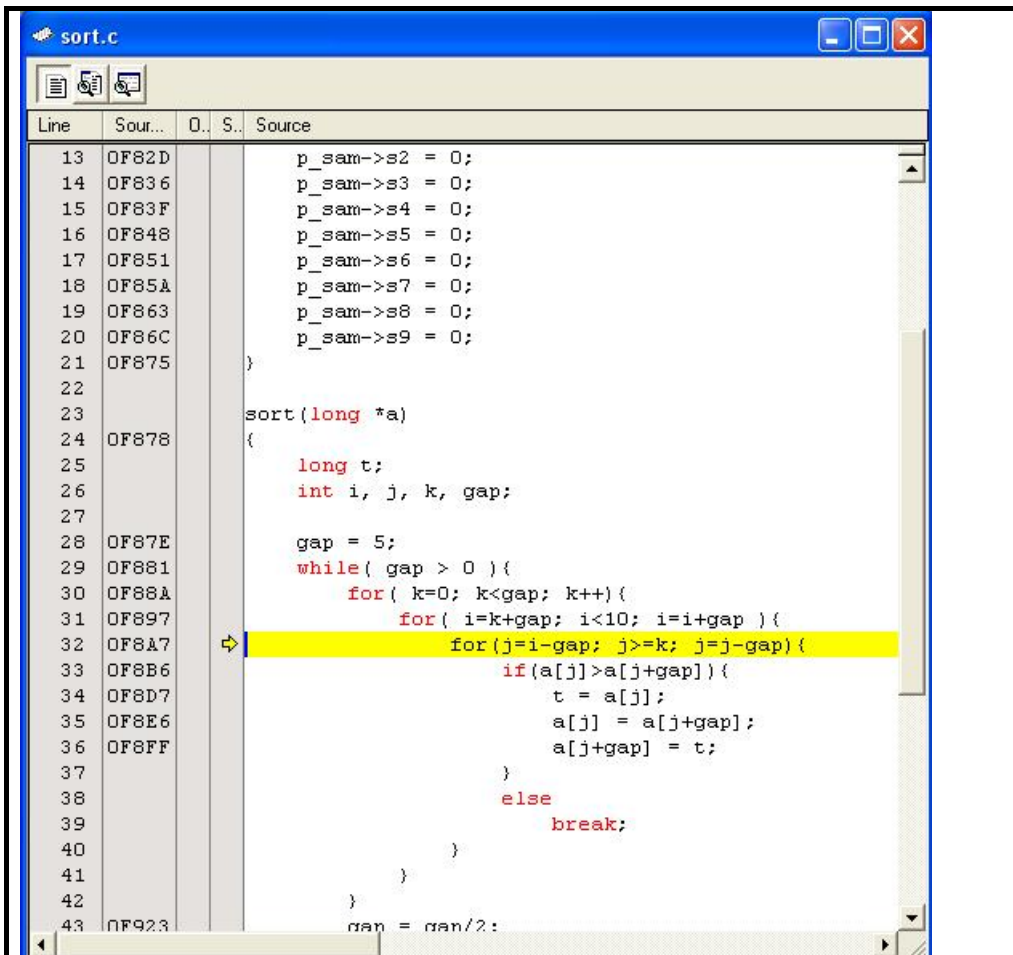 sort.c
Line Sour... O.. S.. Source
13 0F82D p_sam->s2 = 0;
14 0F836 p_sam->s3 = 0;
15 0F83F p_sam->s4 = 0;
16 0F848 p_sam->s5 = 0;
17 0F851 p_sam->s6 = 0;
18 0F85A p_sam->s7 = 0;
19 0F863 p_sam->s8 = 0;
20 0F86C p_sam->s9 = 0;
21 0F875 }
22
23 sort(long *a)
24 0F878 {
25 long t;
26 int i, j, k, gap;
27
28 0F87E gap = 5;
29 0F881 while( gap > 0 ){
30 0F88A for( k=0; k<gap; k++){
31 0F897 for( i=k+gap; i<10; i=i+gap ){
32 0F8A7 for(j=i-gap; j>=k; j=j-gap){
33 0F8B6 if(a[j]>a[j+gap]){
34 0F8D7 t = a[j];
35 0F8E6 a[j] = a[j+gap];
36 0F8FF a[j+gap] = t;
37 }
38 else
39 break;
40 }
41 }
42 }
43 0F923 gap = gap/2;